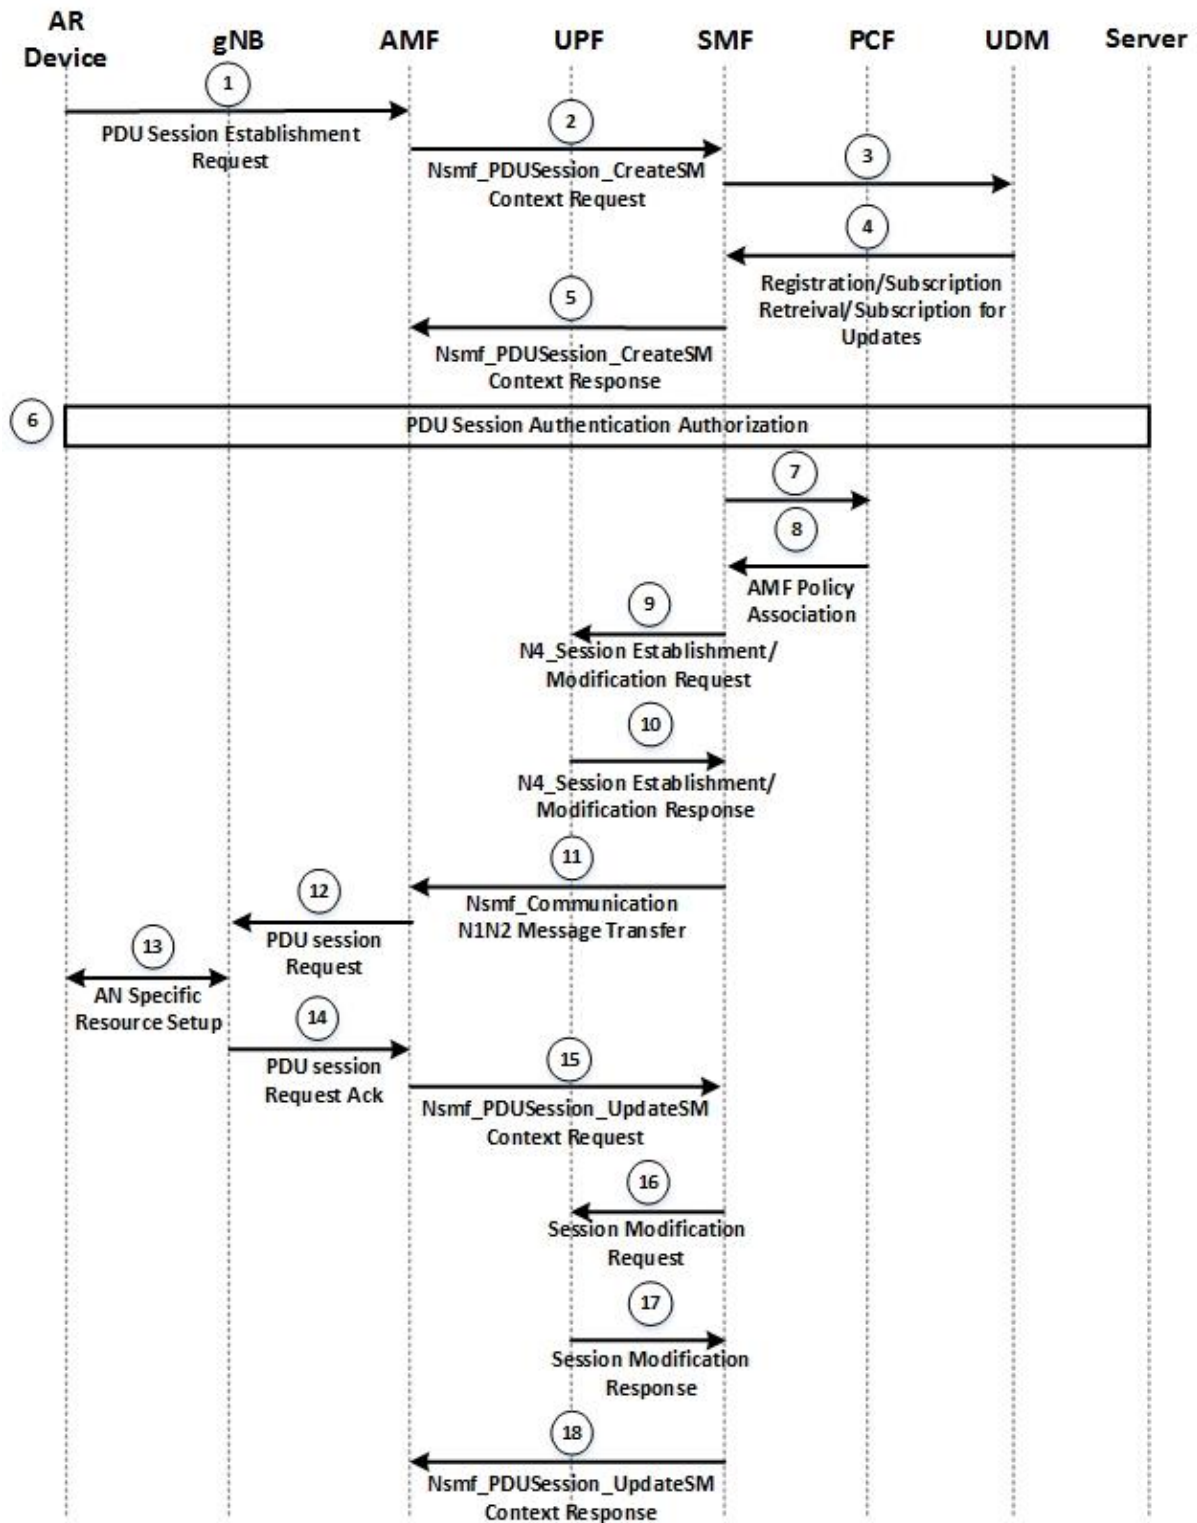 AR
Device
gNB
AMF
UPF
SMF
PCF
UDM
Server
1
PDU Session Establishment
Request
2
Nsmf_PDUSession_CreateSM
Context Request
3
4
Registration/Subscription
Retreival/Subscription for
Updates
5
Nsmf_PDUSession_CreateSM
Context Response
6
PDU Session Authentication Authorization
7
8
AMF Policy
Association
9
N4_Session Establishment/
Modification Request
10
N4_Session Establishment/
Modification Response
11
Nsmf_Communication
N1N2 Message Transfer
12
PDU session
Request
13
AN Specific
Resource Setup
14
PDU session
Request Ack
15
Nsmf_PDUSession_UpdateSM
Context Request
16
Session Modification
Request
17
Session Modification
Response
18
Nsmf_PDUSession_UpdateSM
Context Response